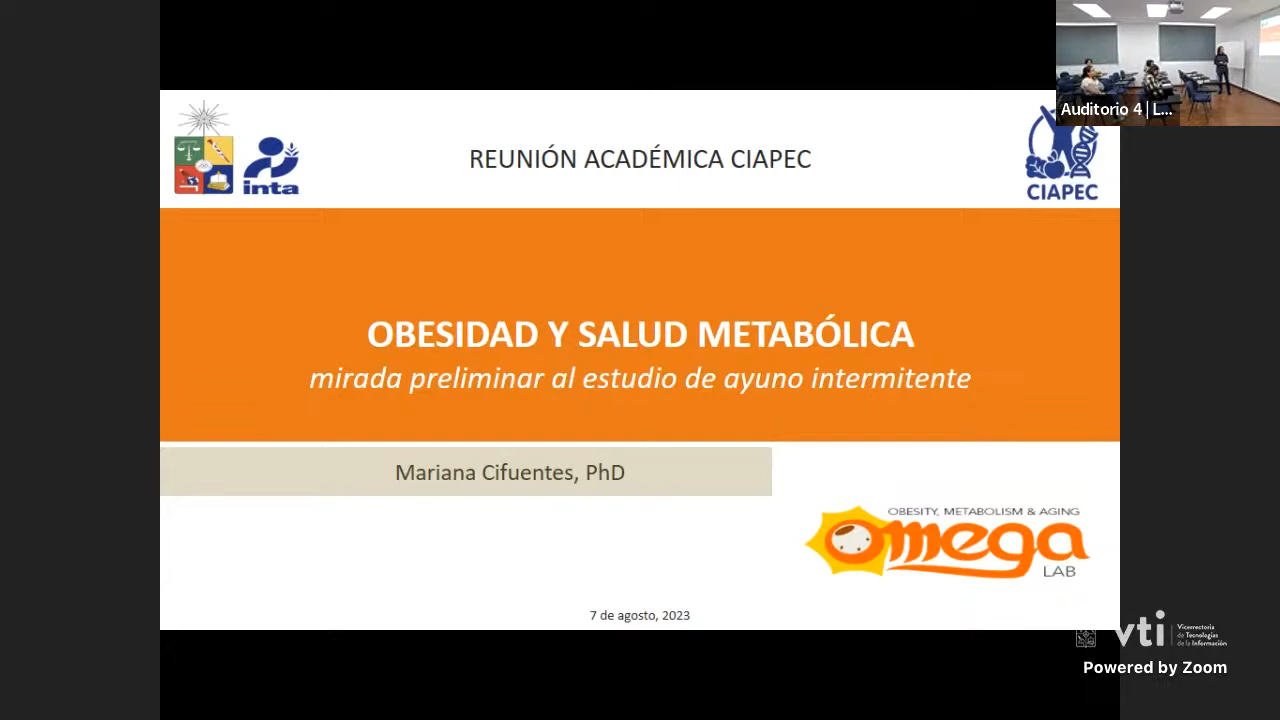 Auditorio 4 | L...
inta
REUNIÓN ACADÉMICA CIAPEC
CIAPEC
OBESIDAD Y SALUD METABÓLICA
mirada preliminar al estudio de ayuno intermitente
Mariana Cifuentes, PhD
OBESITY, METABOLISM & AGING
omega
LAB
7 de agosto, 2023
vti
Vicerrectoría
de Tecnologías
de la Información
Powered by Zoom